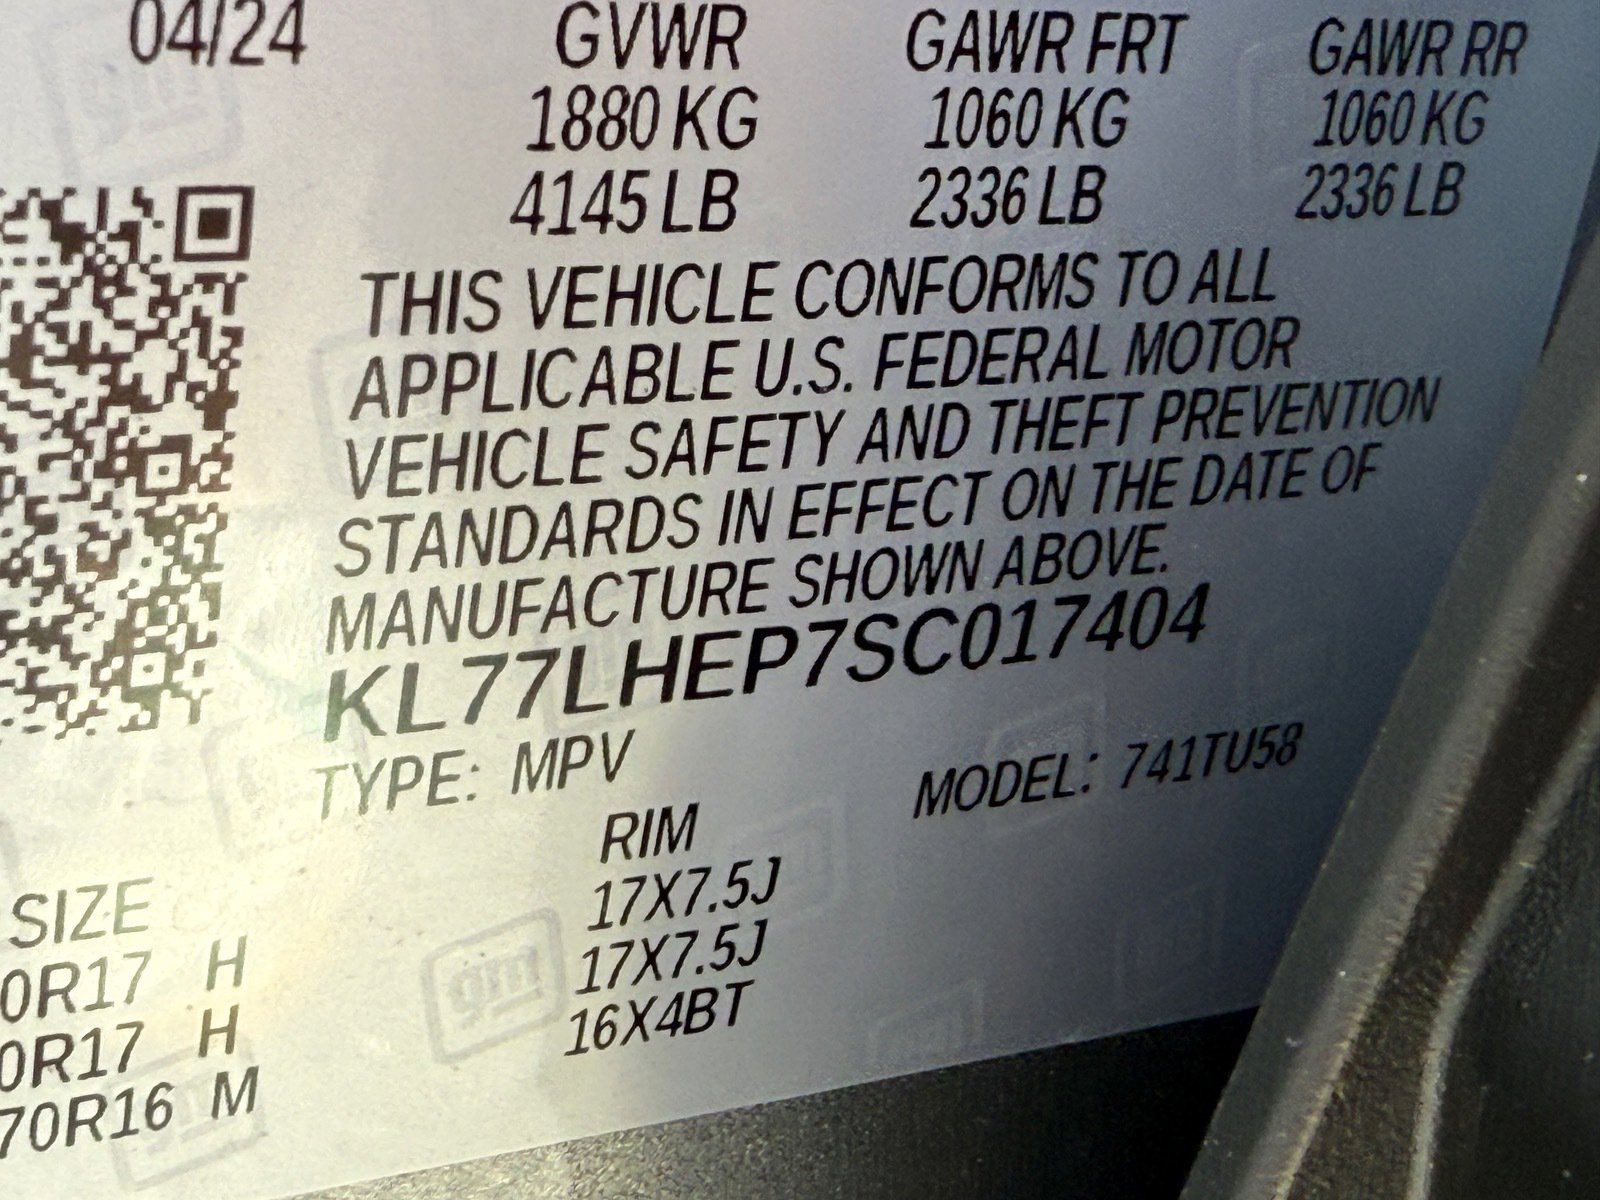 04/24 GVWR GAWR FRT GAWR RR
1880 KG 1060 KG 1060 KG
4145 LB 2336 LB 2336 LB
THIS VEHICLE CONFORMS TO ALL
APPLICABLE U.S. FEDERAL MOTOR
VEHICLE SAFETY AND THEFT PREVENTION
STANDARDS IN EFFECT ON THE DATE OF
MANUFACTURE SHOWN ABOVE.
KL77LHEP7SC017404
TYPE: MPV MODEL: 741TU58
SIZE RIM
0R17 H 17X7.5J
0R17 H 17X7.5J
70R16 M 16X4BT
gm